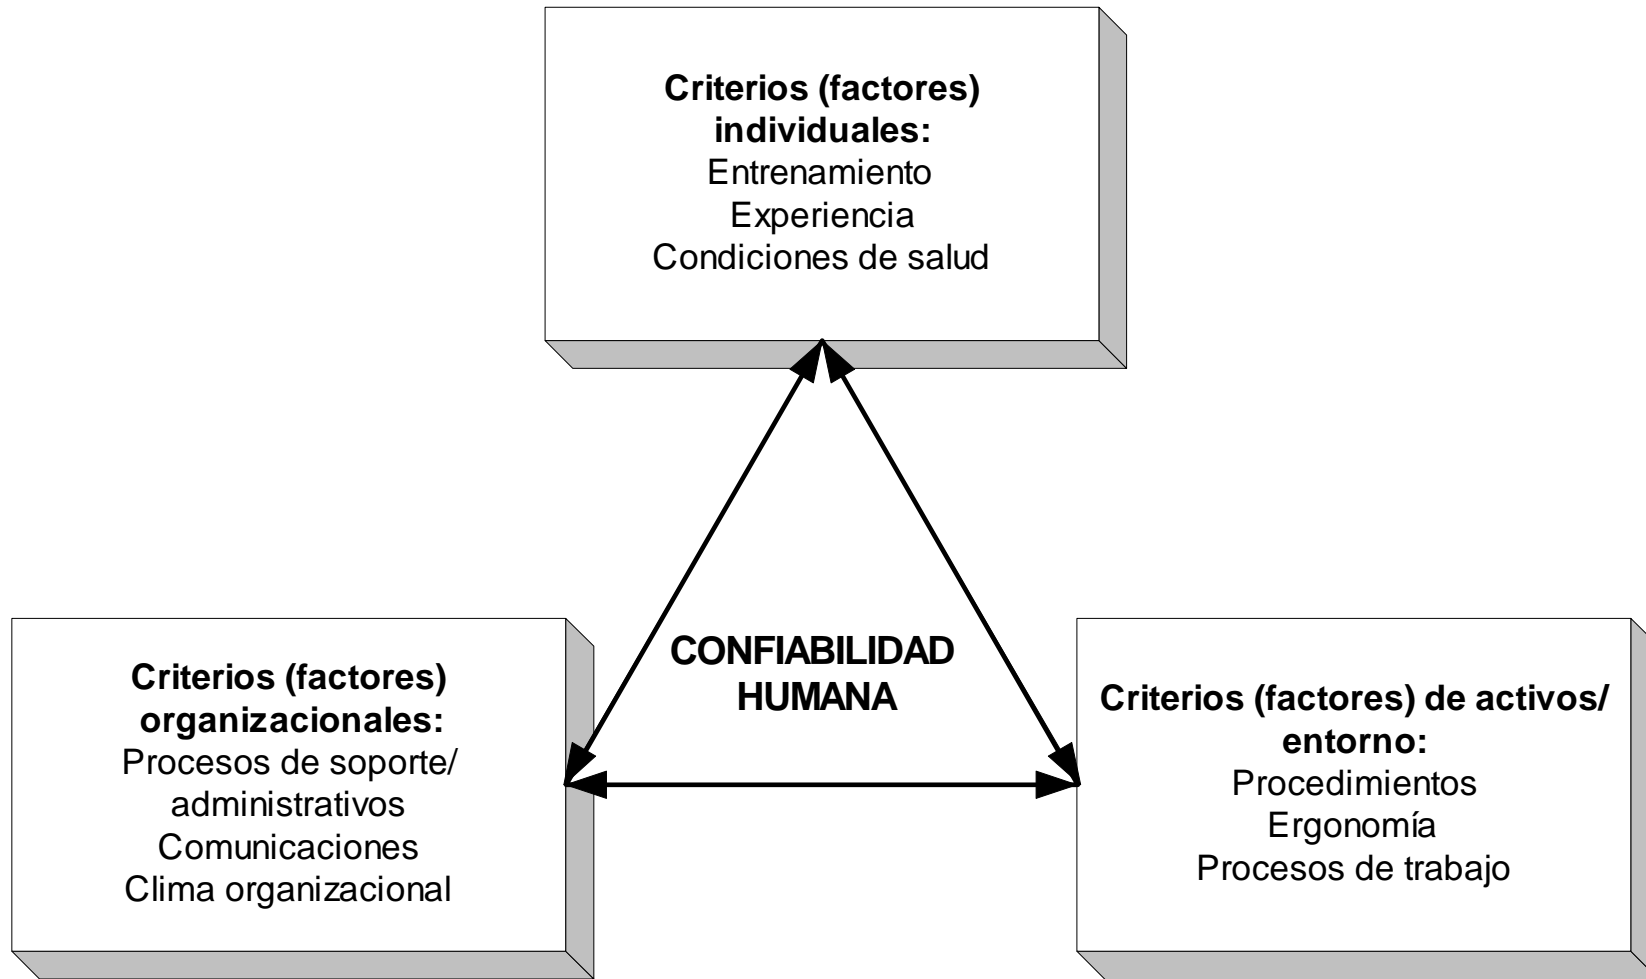 Criterios (factores)
individuales:
Entrenamiento
Experiencia
Condiciones de salud
CONFIABILIDAD
HUMANA
Criterios (factores)
organizacionales:
Procesos de soporte/
administrativos
Comunicaciones
Clima organizacional
Criterios (factores) de activos/
entorno:
Procedimientos
Ergonomía
Procesos de trabajo